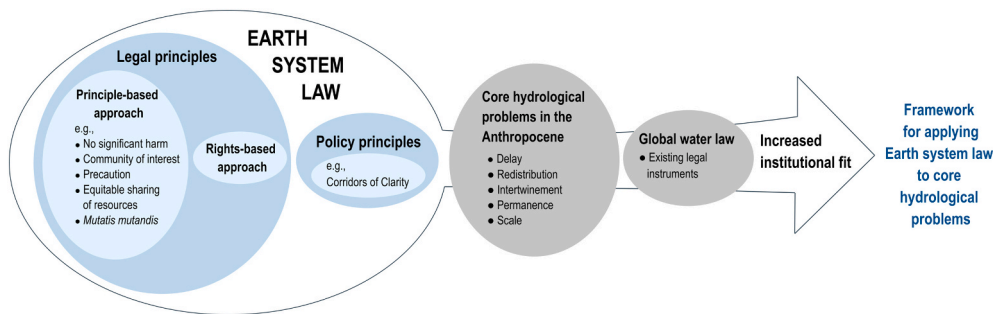 EARTH
SYSTEM
LAW
Legal principles
Principle-based
approach
e.g.,
● No significant harm
● Community of interest
● Precaution
● Equitable sharing
of resources
● Mutatis mutandis
Rights-based
approach
Policy principles
e.g.,
Corridors of Clarity
Core hydrological
problems in the
Anthropocene
● Delay
● Redistribution
● Intertwinement
● Permanence
● Scale
Global water law
● Existing legal
instruments
Increased
institutional fit
Framework
for applying
Earth system law
to core
hydrological
problems